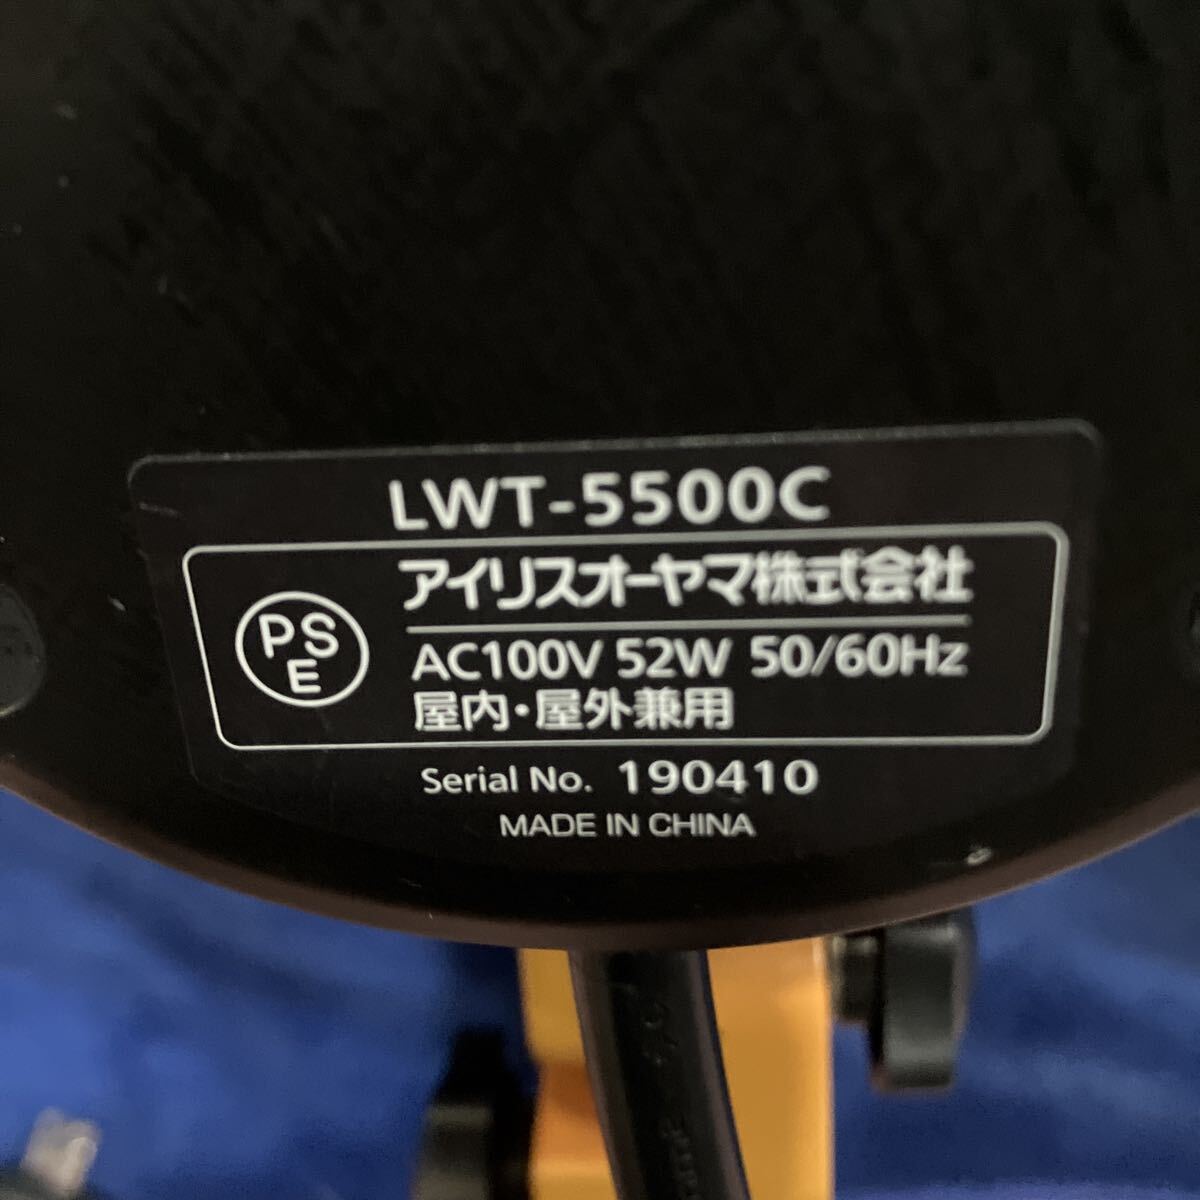 LWT-5500C
PS
E
アイリスオーヤマ株式会社
AC100V 52W 50/60Hz
屋内・屋外兼用
Serial No. 190410
MADE IN CHINA